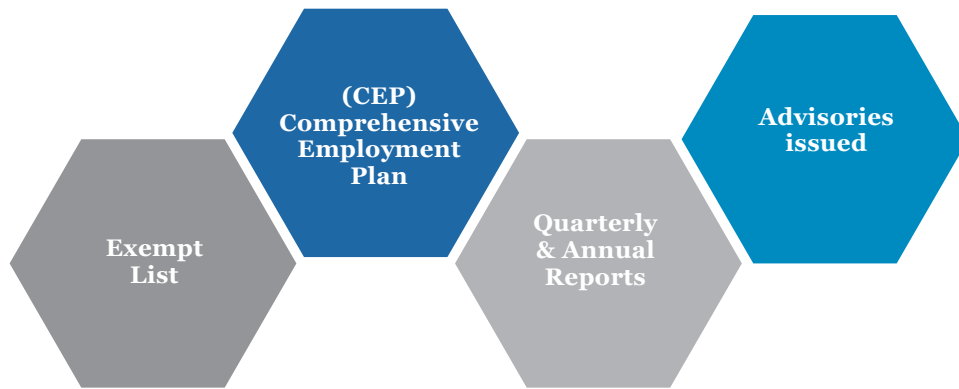 Exempt
List
(CEP)
Comprehensive
Employment
Plan
Quarterly
& Annual
Reports
Advisories
issued